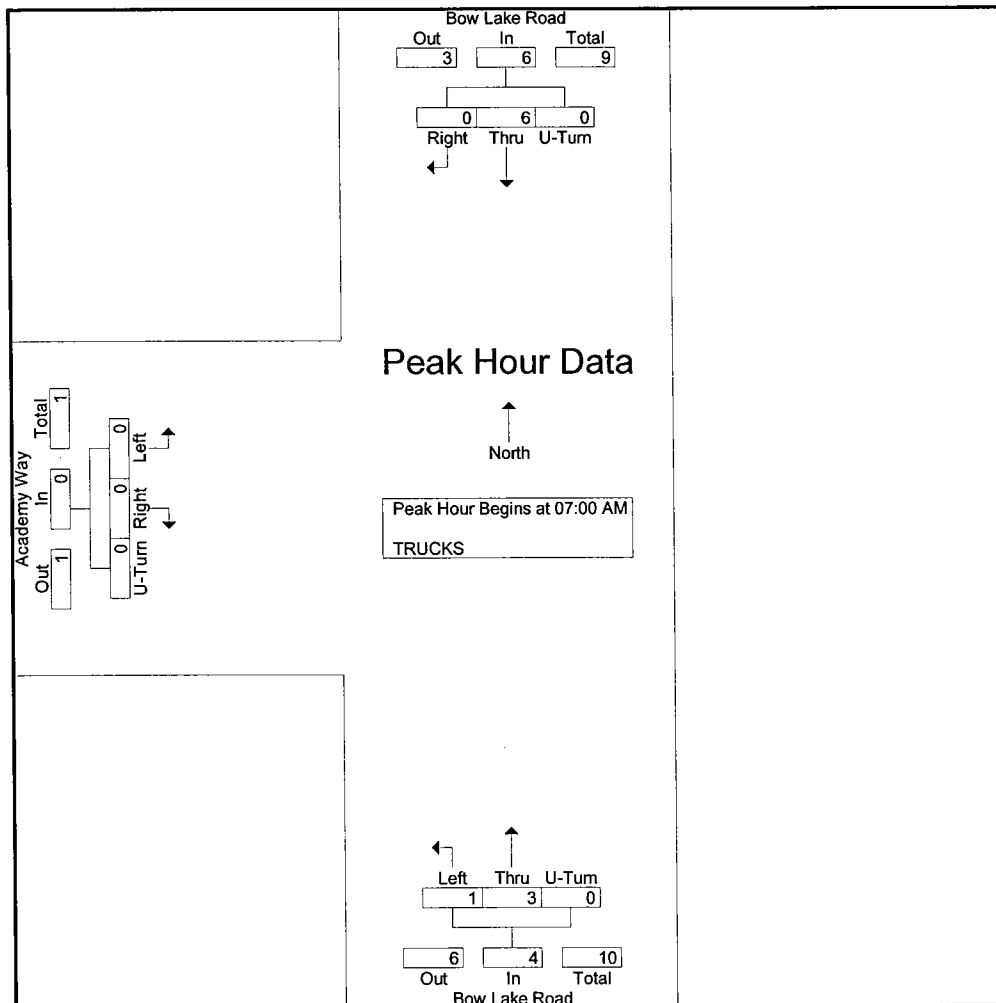 Bow Lake Road
Out In Total
3 6 9
0 6 0
Right Thru U-Turn
Peak Hour Data
North
Peak Hour Begins at 07:00 AM
TRUCKS
Academy Way
Out In Total
1 0 1
0 0 0
U-Turn Right Left
Left Thru U-Turn
1 3 0
6 4 10
Out In Total
Bow Lake Road